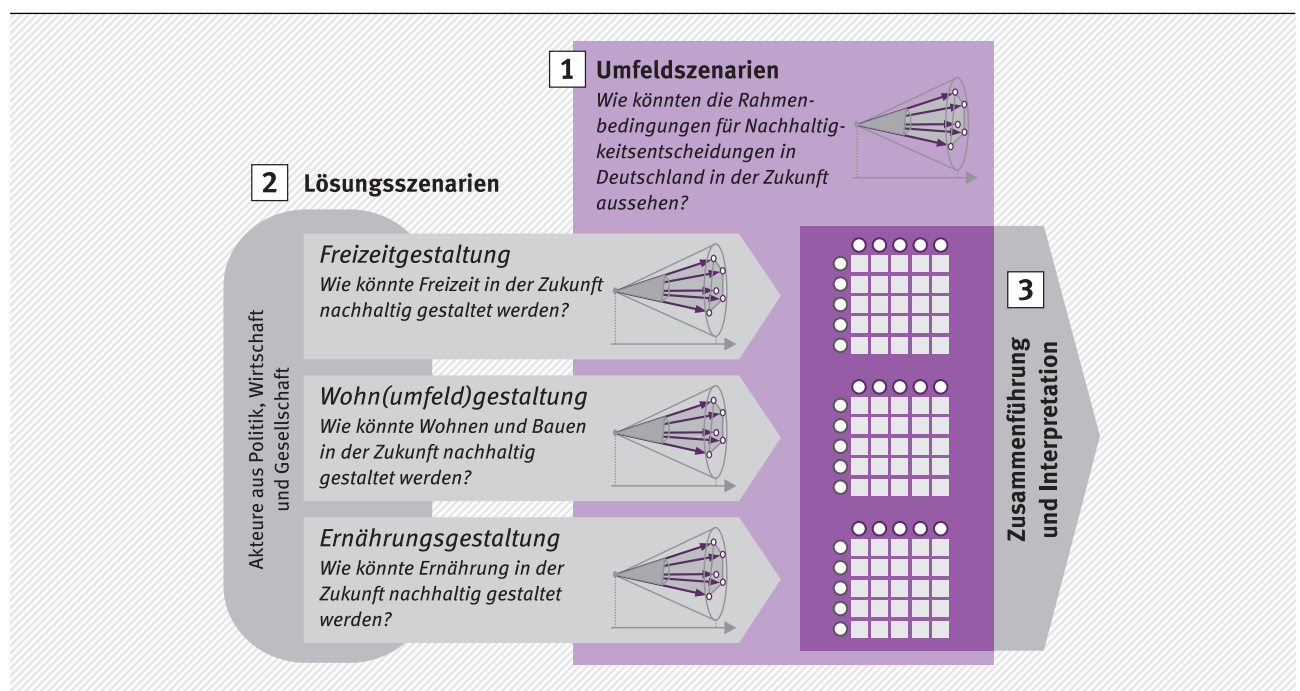 1
Umfeldszenarien
Wie könnten die Rahmen-
bedingungen für Nachhaltig-
keitsentscheidungen in
Deutschland in der Zukunft
aussehen?
2
Lösungsszenarien
Akteure aus Politik, Wirtschaft
und Gesellschaft
Freizeitgestaltung
Wie könnte Freizeit in der Zukunft
nachhaltig gestaltet werden?
Wohn(umfeld)gestaltung
Wie könnte Wohnen und Bauen
in der Zukunft nachhaltig
gestaltet werden?
Ernährungsgestaltung
Wie könnte Ernährung in der
Zukunft nachhaltig gestaltet
werden?
3
Zusammenführung
und Interpretation